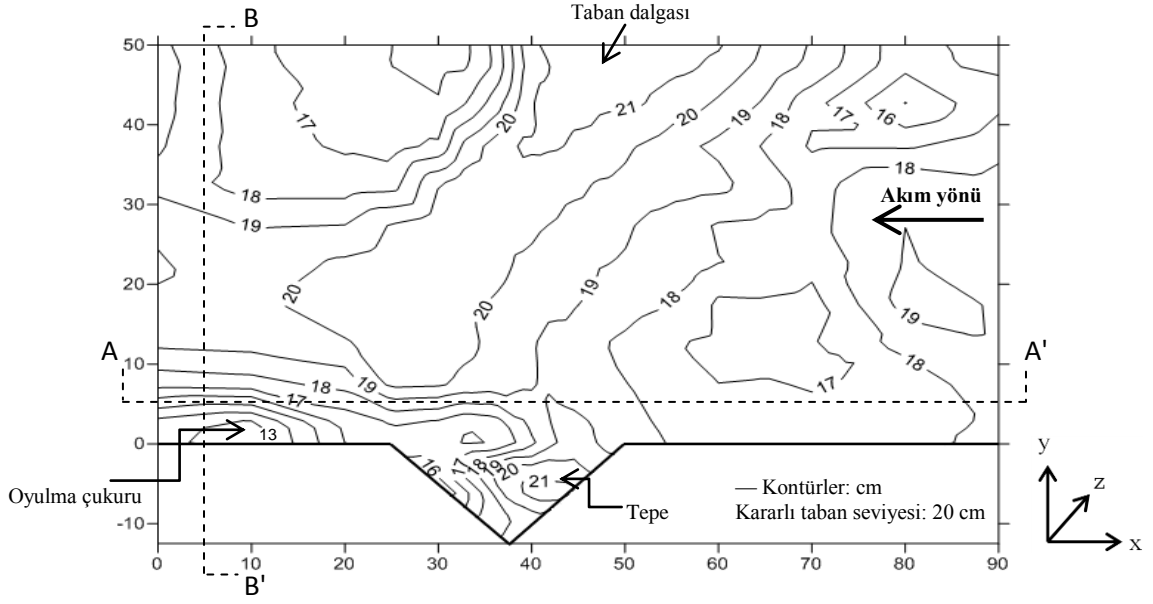 B
Taban dalgası
50
21
17
20
20
19
18
17
16
40
18
18
30
19
Akım yönü
20
20
20
19
18
19
A
10
19
18
17
18
17
A'
0
13
16
17
18
19
20
21
Oyulma çukuru
Tepe
— Kontürler: cm
Kararlı taban seviyesi: 20 cm
-10
y
z
x
0 10 20 30 40 50 60 70 80 90
B'